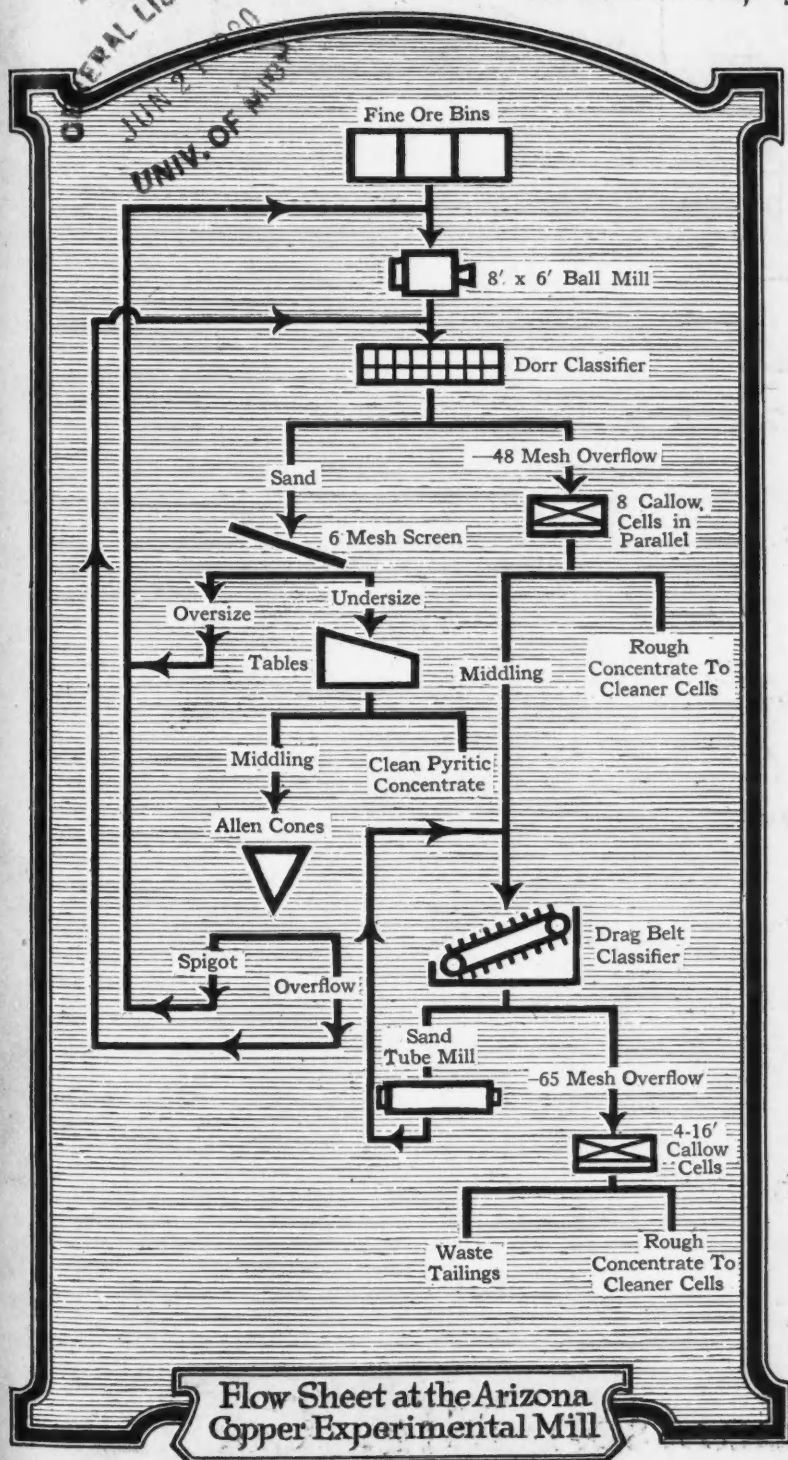 JUN 2
UNIV. OF
Fine Ore Bins
8' x 6' Ball Mill
Dorr Classifier
Sand
—48 Mesh Overflow
8 Callow
Cells in
Parallel
6 Mesh Screen
Oversize
Undersize
Tables
Middling
Rough
Concentrate To
Cleaner Cells
Middling
Clean Pyritic
Concentrate
Allen Cones
Spigot
Overflow
Drag Belt
Classifier
Sand
Tube Mill
-65 Mesh Overflow
4-16'
Callow
Cells
Waste
Tailings
Rough
Concentrate To
Cleaner Cells
Flow Sheet at the Arizona
Copper Experimental Mill